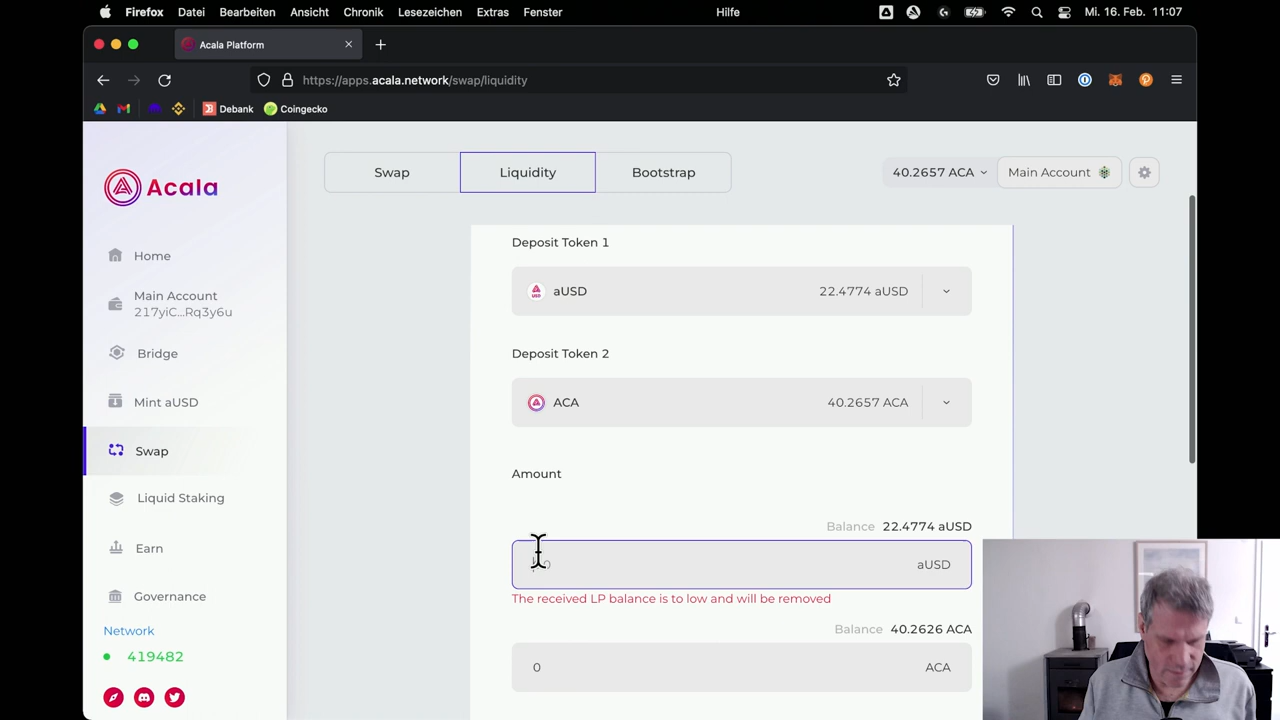 Firefox Datei Bearbeiten Ansicht Chronik Lesezeichen Extras Fenster Hilfe Mi. 16. Feb. 11:07
Acala Platform
https://apps.acala.network/swap/liquidity
Debank Coingecko
Acala
Swap Liquidity Bootstrap 40.2657 ACA Main Account
Home
Main Account
217yiC...Rq3y6u
Bridge
Mint aUSD
Swap
Liquid Staking
Earn
Governance
Network
419482
Deposit Token 1
aUSD 22.4774 aUSD
Deposit Token 2
ACA 40.2657 ACA
Amount
Balance 22.4774 aUSD
aUSD
The received LP balance is to low and will be removed
Balance 40.2626 ACA
0 ACA